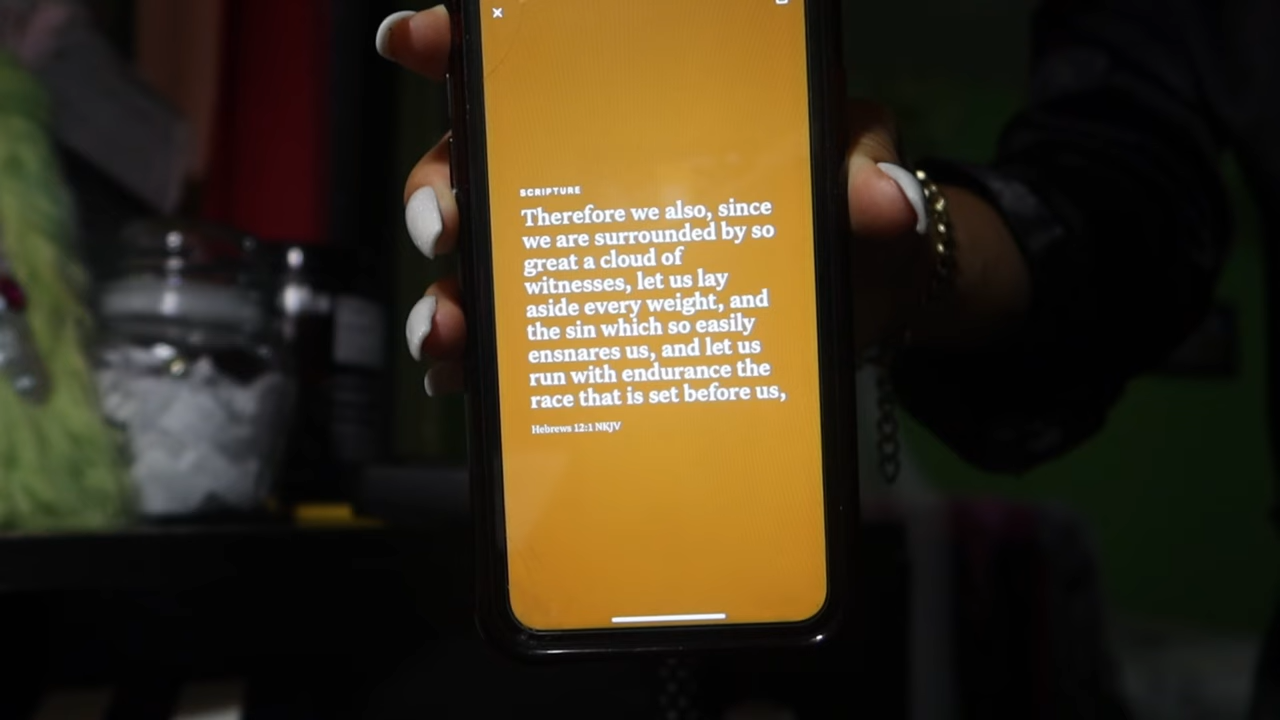 SCRIPTURE
Therefore we also, since
we are surrounded by so
great a cloud of
witnesses, let us lay
aside every weight, and
the sin which so easily
ensnares us, and let us
run with endurance the
race that is set before us,
Hebrews 12:1 NKJV